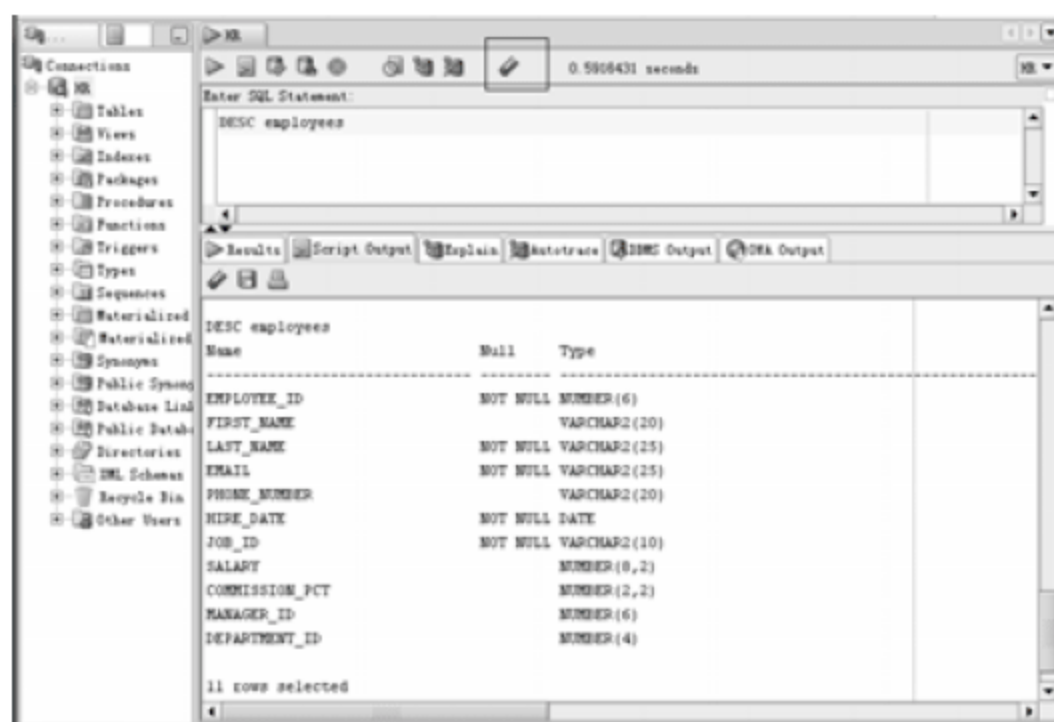 HR
Connections
HR
Tables
Views
Indexes
Packages
Procedures
Functions
Triggers
Types
Sequences
Materialized
Materialized
Synonyms
Public Synony
Database Link
Public Databa
Directories
XML Schemas
Recycle Bin
Other Users
0.5908431 seconds
HR
Enter SQL Statement:
DESC employees
Results Script Output Explain Autotrace DBMS Output OWA Output
DESC employees
Name Null Type
------------------------------ -------- ------------------------------------------------------
EMPLOYEE_ID NOT NULL NUMBER(6)
FIRST_NAME VARCHAR2(20)
LAST_NAME NOT NULL VARCHAR2(25)
EMAIL NOT NULL VARCHAR2(25)
PHONE_NUMBER VARCHAR2(20)
HIRE_DATE NOT NULL DATE
JOB_ID NOT NULL VARCHAR2(10)
SALARY NUMBER(8,2)
COMMISSION_PCT NUMBER(2,2)
MANAGER_ID NUMBER(6)
DEPARTMENT_ID NUMBER(4)
11 rows selected